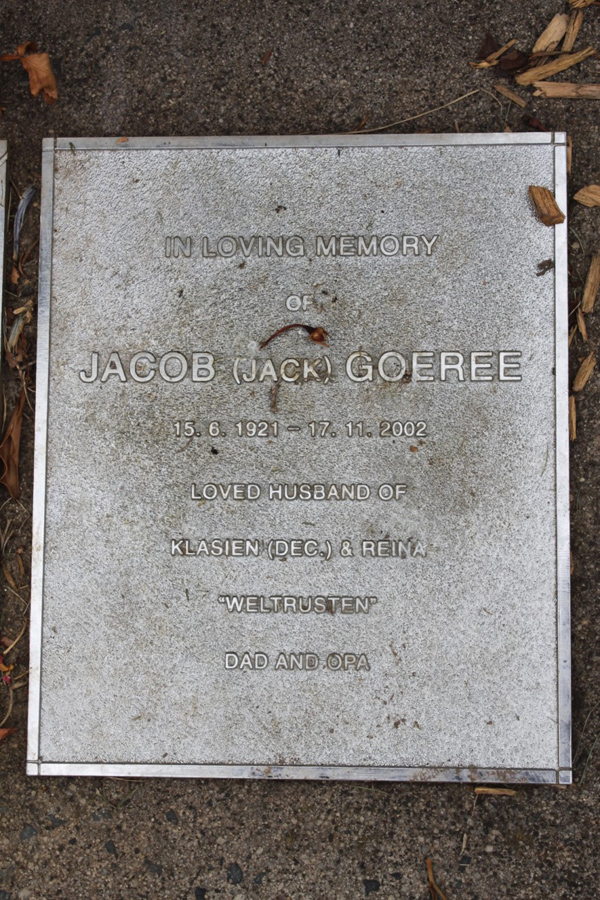 IN LOVING MEMORY
OF
JACOB (JACK) GOEREE
15. 6. 1921 – 17. 11. 2002
LOVED HUSBAND OF
KLASIEN (DEC.) & REINA
"WELTRUSTEN"
DAD AND OPA